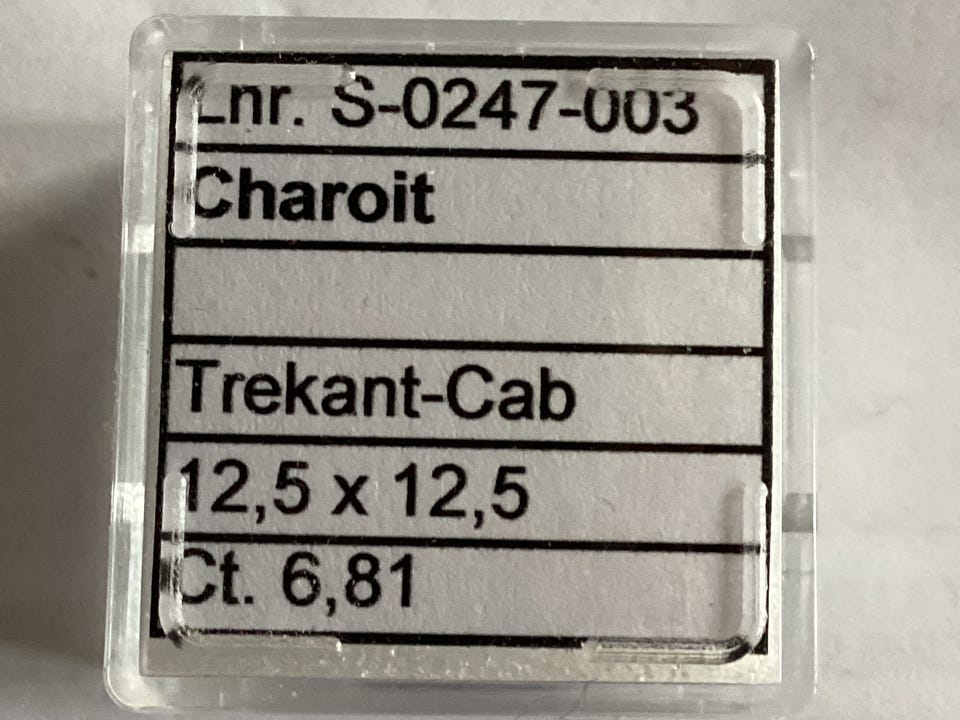 Lnr. S-0247-003
Charoit
Trekant-Cab
12,5 x 12,5
Ct. 6,81